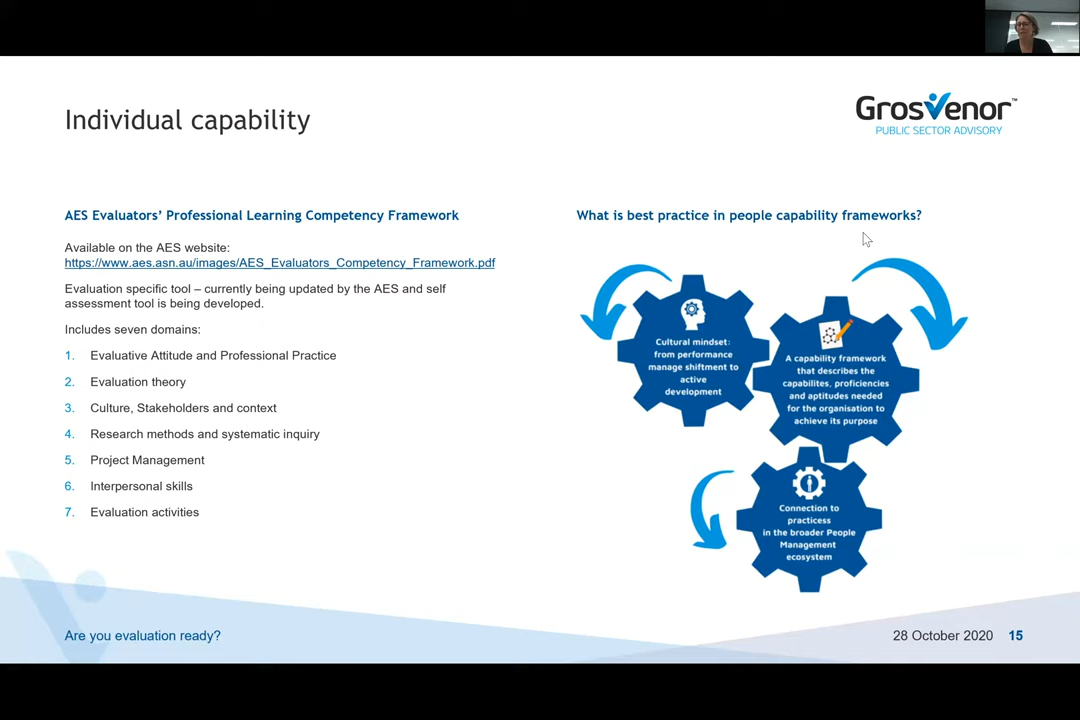 Individual capability
Grosvenor™
PUBLIC SECTOR ADVISORY
AES Evaluators’ Professional Learning Competency Framework
Available on the AES website:
https://www.aes.asn.au/images/AES_Evaluators_Competency_Framework.pdf
Evaluation specific tool – currently being updated by the AES and self
assessment tool is being developed.
Includes seven domains:
1. Evaluative Attitude and Professional Practice
2. Evaluation theory
3. Culture, Stakeholders and context
4. Research methods and systematic inquiry
5. Project Management
6. Interpersonal skills
7. Evaluation activities
What is best practice in people capability frameworks?
Cultural mindset:
from performance
manage shiftment to
active
development
A capability framework
that describes the
capabilites, proficiencies
and aptitudes needed
for the organisation to
achieve its purpose
Connection to
practicess
in the broader People
Management
ecosystem
Are you evaluation ready?
28 October 2020 15